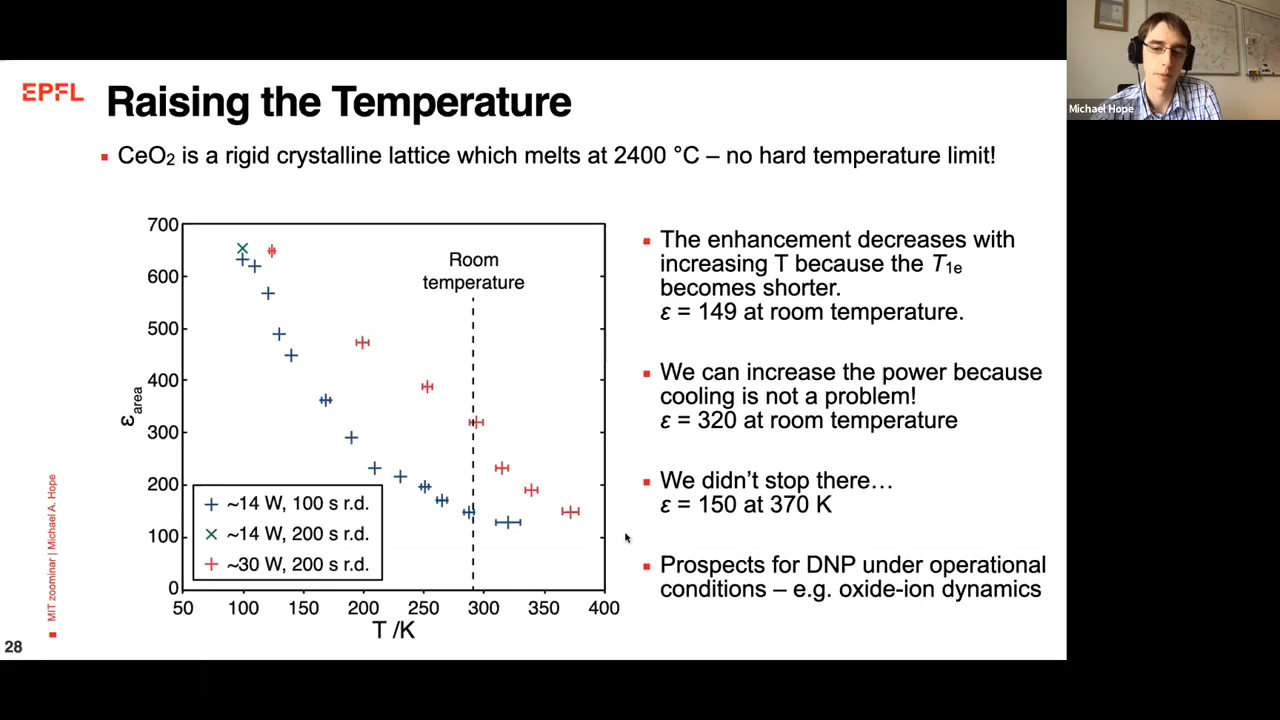 Michael Hope
EPFL
Raising the Temperature
CeO₂ is a rigid crystalline lattice which melts at 2400 °C – no hard temperature limit!
700
600
500
400
300
200
100
0
εarea
50
100
150
200
250
300
350
400
T /K
Room
temperature
~14 W, 100 s r.d.
~14 W, 200 s r.d.
~30 W, 200 s r.d.
The enhancement decreases with
increasing T because the T1e
becomes shorter.
ε = 149 at room temperature.
We can increase the power because
cooling is not a problem!
ε = 320 at room temperature
We didn’t stop there…
ε = 150 at 370 K
Prospects for DNP under operational
conditions – e.g. oxide-ion dynamics
MIT zoominar | Michael A. Hope
28